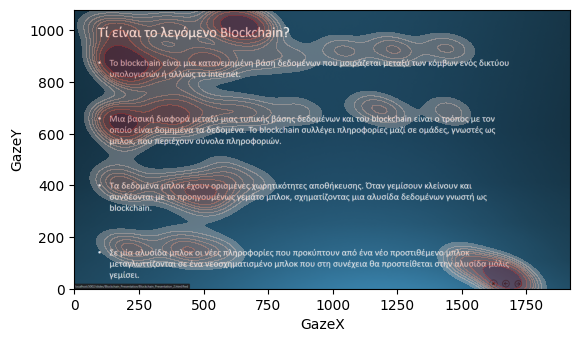 Τί είναι το λεγόμενο Blockchain?
• Το blockchain είναι μια κατανεμημένη βάση δεδομένων που μοιράζεται μεταξύ των κόμβων ενός δικτύου
υπολογιστών ή αλλιώς το internet.
• Μια βασική διαφορά μεταξύ μιας τυπικής βάσης δεδομένων και του blockchain είναι ο τρόπος με τον
οποίο είναι δομημένα τα δεδομένα. Το blockchain συλλέγει πληροφορίες μαζί σε ομάδες, γνωστές ως
μπλοκ, που περιέχουν σύνολα πληροφοριών.
• Τα δεδομένα μπλοκ έχουν ορισμένες χωρητικότητες αποθήκευσης. Όταν γεμίσουν κλείνουν και
συνδέονται με το προηγουμένως γεμάτο μπλοκ, σχηματίζοντας μια αλυσίδα δεδομένων γνωστή ως
blockchain.
• Σε μία αλυσίδα μπλοκ οι νέες πληροφορίες που προκύπτουν από ένα νέο προστιθέμενο μπλοκ
μεταγλωττίζονται σε ένα νεοσχηματισμένο μπλοκ που στη συνέχεια θα προστείθεται στην αλυσίδα μόλις
γεμίσει.
GazeY
1000
800
600
400
200
0
0 250 500 750 1000 1250 1500 1750
GazeX